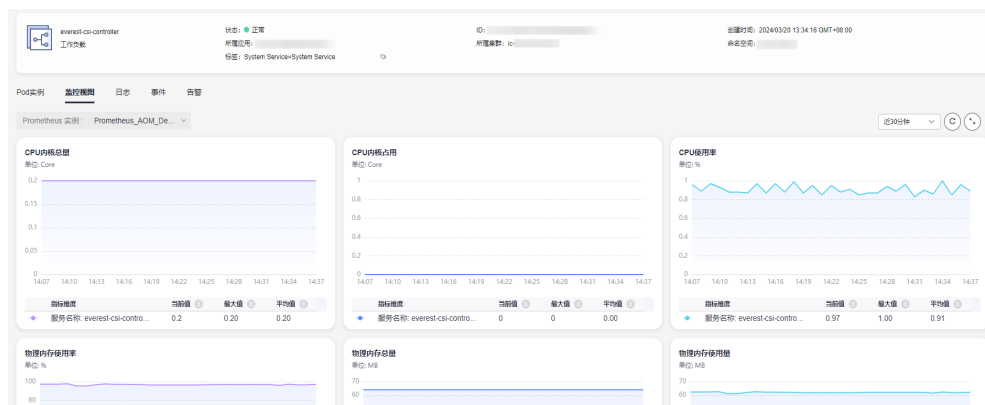 everest-csi-controller
工作负载
状态： 正常
所属应用：
标签：System Service=System Service
ID：
所属集群：ic
创建时间：2024/03/20 13:34:16 GMT+08:00
命名空间：
Pod实例 监控视图 日志 事件 告警
Prometheus 实例： Prometheus_AOM_De...
近30分钟
CPU内核总量
单位: Core
0.2
0.15
0.1
0.05
0
14:07 14:10 14:13 14:16 14:19 14:22 14:25 14:28 14:31 14:34 14:37
指标维度 当前值 最大值 平均值
服务名称: everest-csi-contro... 0.2 0.20 0.20
CPU内核占用
单位: Core
1
0.8
0.6
0.4
0.2
0
14:07 14:10 14:13 14:16 14:19 14:22 14:25 14:28 14:31 14:34 14:37
指标维度 当前值 最大值 平均值
服务名称: everest-csi-contro... 0 0 0.00
CPU使用率
单位: %
1
0.8
0.6
0.4
0.2
0
14:07 14:10 14:13 14:16 14:19 14:22 14:25 14:28 14:31 14:34 14:37
指标维度 当前值 最大值 平均值
服务名称: everest-csi-contro... 0.97 1.00 0.91
物理内存使用率
单位: %
100
80
物理内存总量
单位: MB
70
60
物理内存使用量
单位: MB
70
60